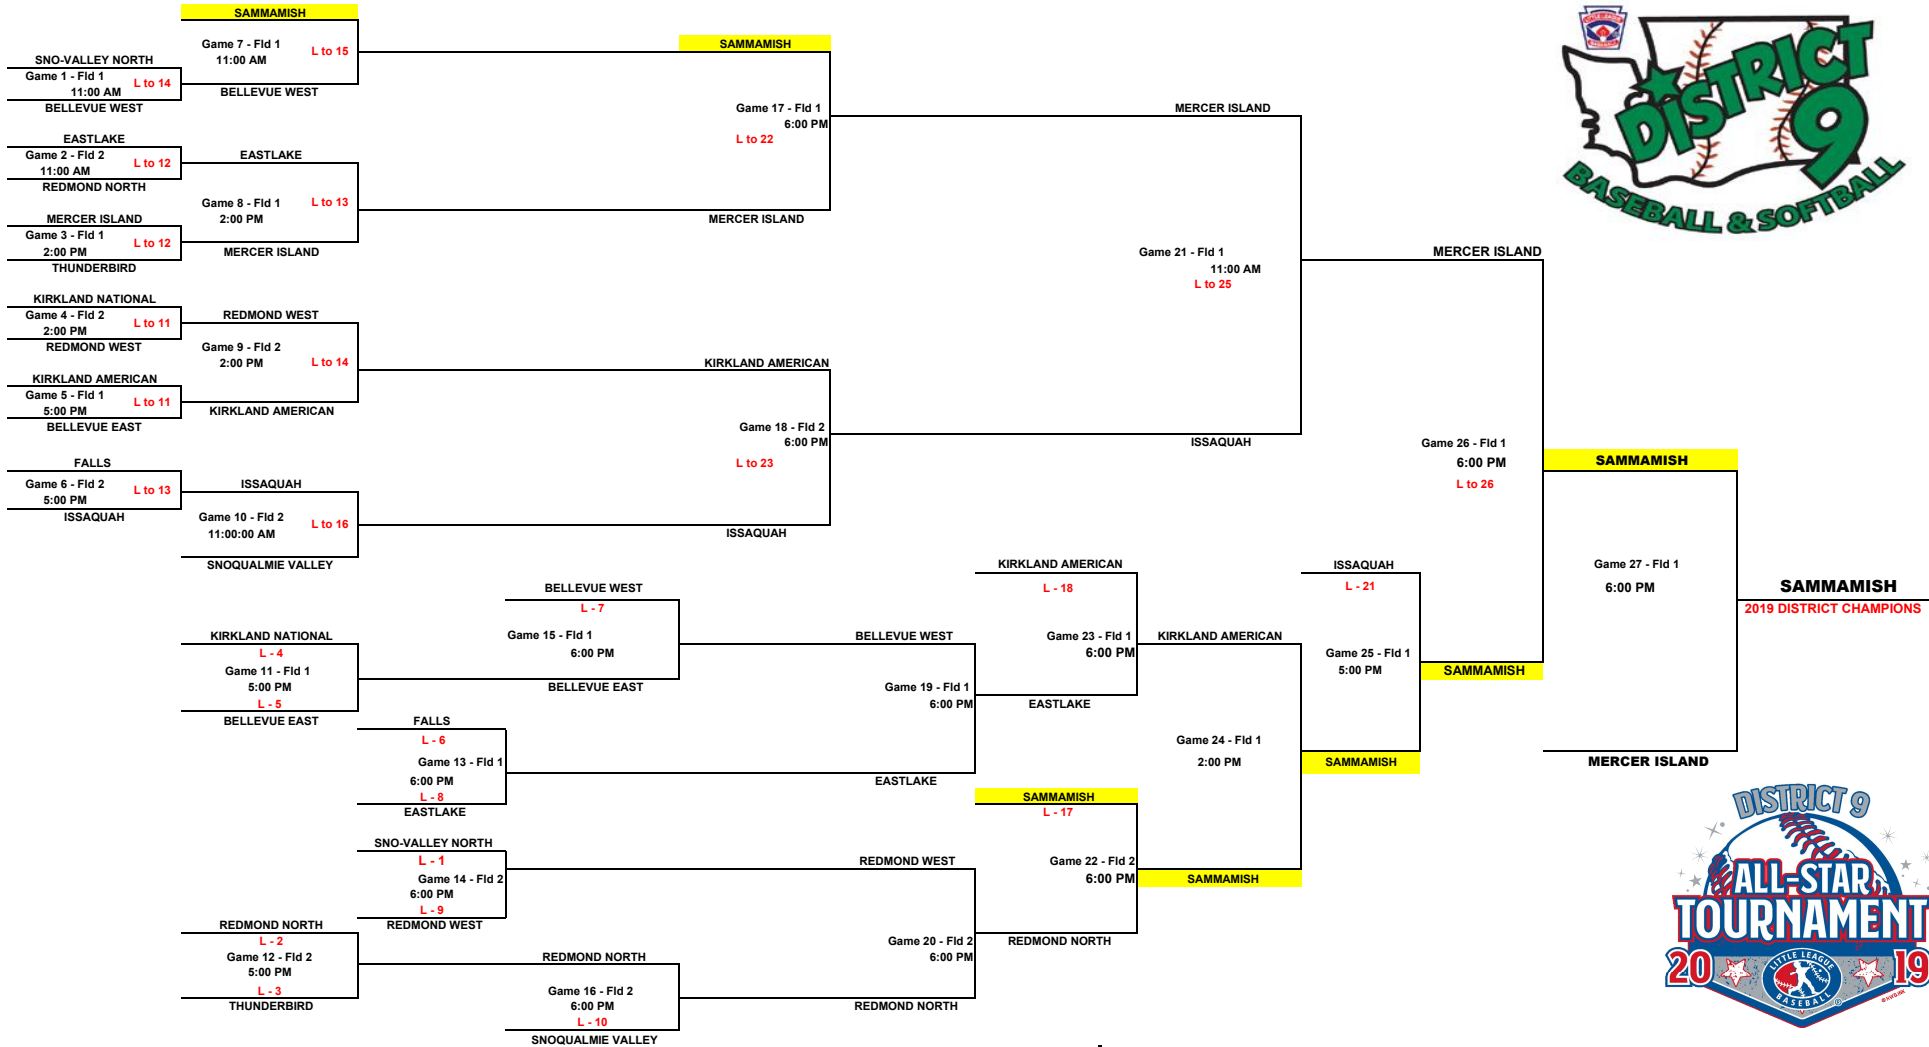 SAMMAMISH
Game 7 - Fld 1
11:00 AM
L to 15
BELLEVUE WEST
SNO-VALLEY NORTH
Game 1 - Fld 1
11:00 AM
L to 14
BELLEVUE WEST
EASTLAKE
Game 2 - Fld 2
11:00 AM
L to 12
REDMOND NORTH
EASTLAKE
Game 8 - Fld 1
2:00 PM
L to 13
MERCER ISLAND
MERCER ISLAND
Game 3 - Fld 1
2:00 PM
L to 12
THUNDERBIRD
KIRKLAND NATIONAL
Game 4 - Fld 2
2:00 PM
L to 11
REDMOND WEST
REDMOND WEST
Game 9 - Fld 2
2:00 PM
L to 14
KIRKLAND AMERICAN
KIRKLAND AMERICAN
Game 5 - Fld 1
5:00 PM
L to 11
BELLEVUE EAST
FALLS
Game 6 - Fld 2
5:00 PM
L to 13
ISSAQUAH
ISSAQUAH
Game 10 - Fld 2
11:00:00 AM
L to 16
SNOQUALMIE VALLEY
SAMMAMISH
Game 17 - Fld 1
6:00 PM
L to 22
MERCER ISLAND
KIRKLAND AMERICAN
Game 18 - Fld 2
6:00 PM
L to 23
ISSAQUAH
MERCER ISLAND
Game 21 - Fld 1
11:00 AM
L to 25
ISSAQUAH
MERCER ISLAND
Game 26 - Fld 1
6:00 PM
L to 26
SAMMAMISH
SAMMAMISH
Game 27 - Fld 1
6:00 PM
MERCER ISLAND
SAMMAMISH
2019 DISTRICT CHAMPIONS
KIRKLAND NATIONAL
L - 4
Game 11 - Fld 1
5:00 PM
L - 5
BELLEVUE EAST
BELLEVUE WEST
L - 7
Game 15 - Fld 1
6:00 PM
BELLEVUE EAST
FALLS
L - 6
Game 13 - Fld 1
6:00 PM
L - 8
EASTLAKE
BELLEVUE WEST
Game 19 - Fld 1
6:00 PM
EASTLAKE
KIRKLAND AMERICAN
L - 18
Game 23 - Fld 1
6:00 PM
EASTLAKE
KIRKLAND AMERICAN
Game 24 - Fld 1
2:00 PM
SAMMAMISH
ISSAQUAH
L - 21
Game 25 - Fld 1
5:00 PM
SAMMAMISH
SNO-VALLEY NORTH
L - 1
Game 14 - Fld 2
6:00 PM
L - 9
REDMOND WEST
REDMOND NORTH
L - 2
Game 12 - Fld 2
5:00 PM
L - 3
THUNDERBIRD
REDMOND NORTH
Game 16 - Fld 2
6:00 PM
L - 10
SNOQUALMIE VALLEY
REDMOND WEST
Game 20 - Fld 2
6:00 PM
REDMOND NORTH
SAMMAMISH
L - 17
Game 22 - Fld 2
6:00 PM
REDMOND NORTH
DISTRICT
9
BASEBALL & SOFTBALL
DISTRICT 9
ALL-STAR
TOURNAMENT
20 19
LITTLE LEAGUE
BASEBALL